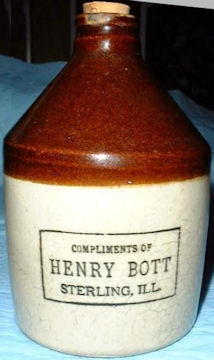 COMPLIMENTS OF
HENRY BOTT
STERLING, ILL.